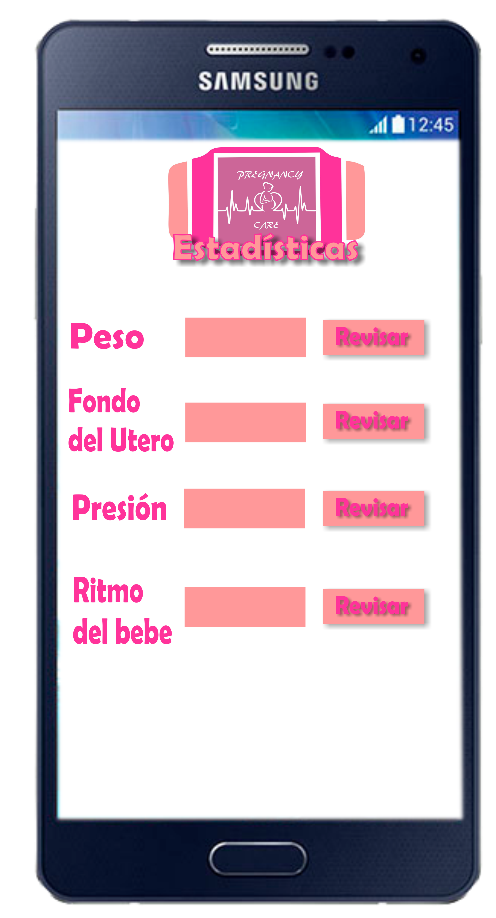 SAMSUNG
12:45
PREGNANCY
CARE
Estadísticas
Peso
Revisar
Fondo
del Utero
Revisar
Presión
Revisar
Ritmo
del bebe
Revisar